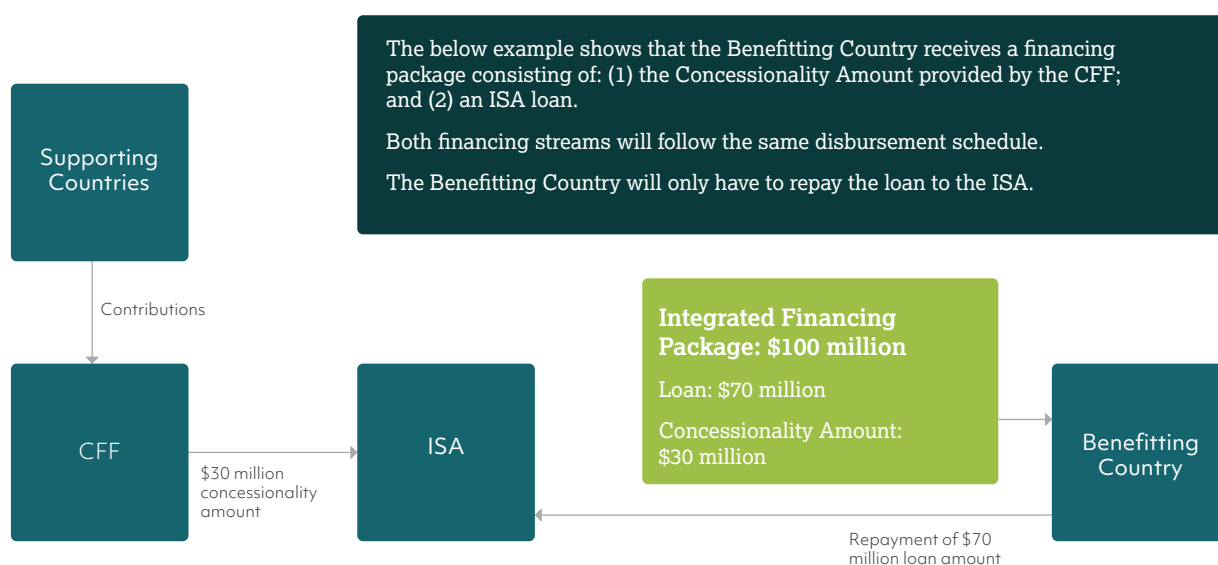 The below example shows that the Benefitting Country receives a financing
package consisting of: (1) the Concessionality Amount provided by the CFF;
and (2) an ISA loan.
Both financing streams will follow the same disbursement schedule.
The Benefitting Country will only have to repay the loan to the ISA.
Supporting
Countries
Contributions
CFF
$30 million
concessionality
amount
ISA
Integrated Financing
Package: $100 million
Loan: $70 million
Concessionality Amount:
$30 million
Benefitting
Country
Repayment of $70
million loan amount